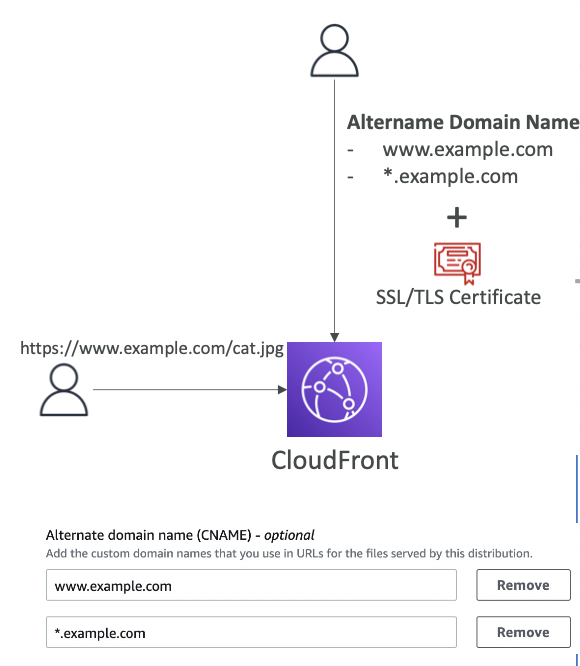 Altername Domain Name
- www.example.com
- *.example.com
+
SSL/TLS Certificate
https://www.example.com/cat.jpg
CloudFront
Alternate domain name (CNAME) - optional
Add the custom domain names that you use in URLs for the files served by this distribution.
www.example.com Remove
*.example.com Remove